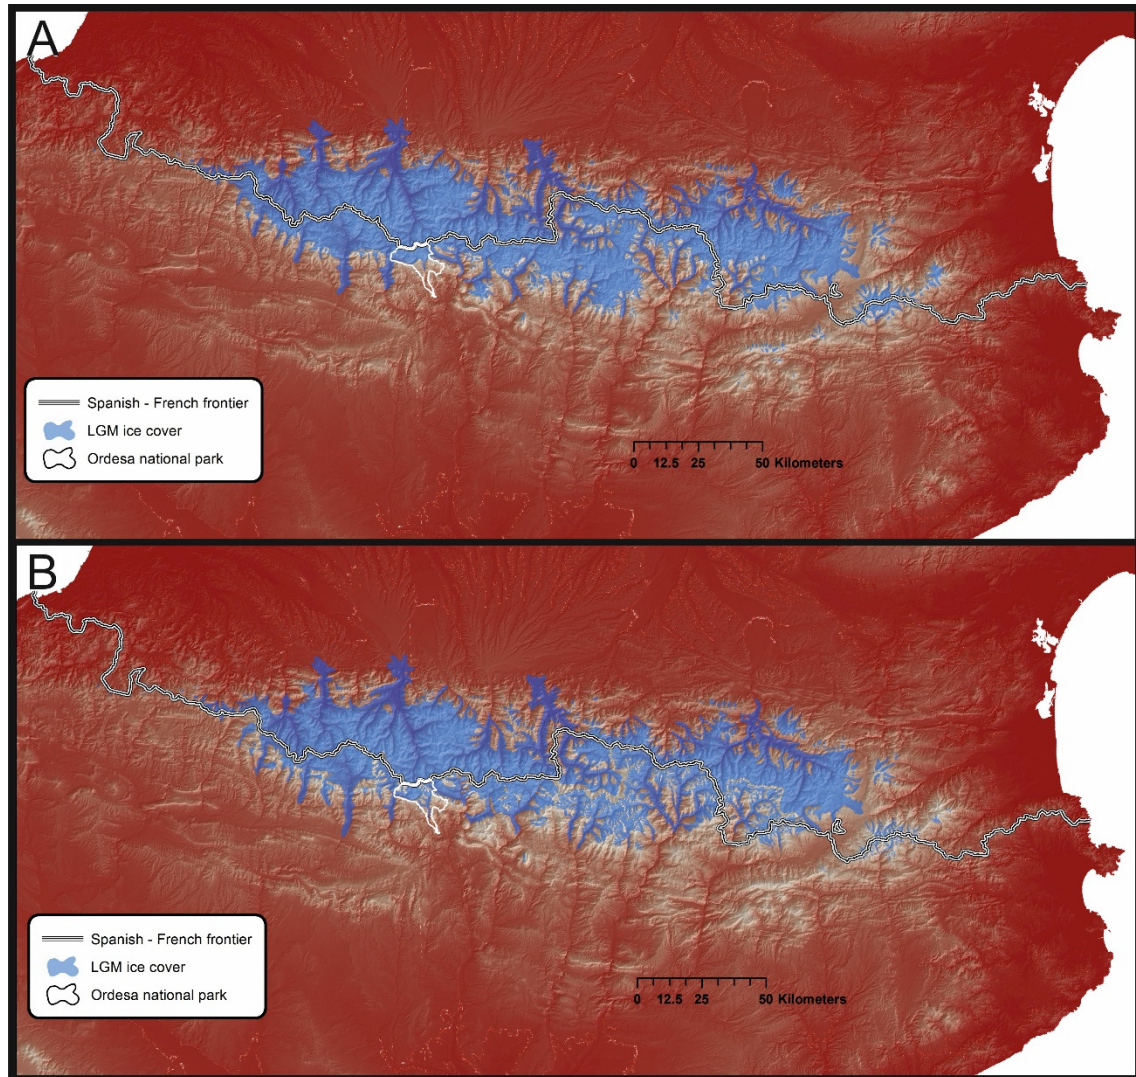 A
Spanish - French frontier
LGM ice cover
Ordesa national park
0 12.5 25 50 Kilometers
B
Spanish - French frontier
LGM ice cover
Ordesa national park
0 12.5 25 50 Kilometers